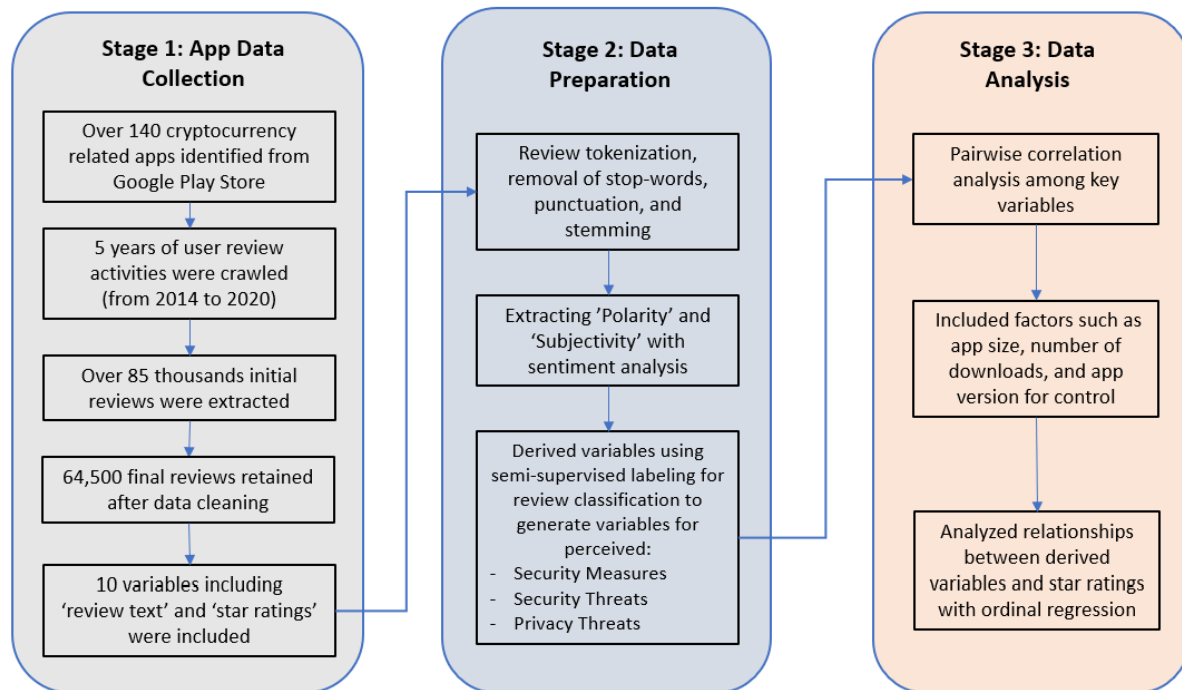 Stage 1: App Data
Collection
Over 140 cryptocurrency
related apps identified from
Google Play Store
5 years of user review
activities were crawled
(from 2014 to 2020)
Over 85 thousands initial
reviews were extracted
64,500 final reviews retained
after data cleaning
10 variables including
‘review text’ and ‘star ratings’
were included
Stage 2: Data
Preparation
Review tokenization,
removal of stop-words,
punctuation, and
stemming
Extracting ’Polarity’ and
‘Subjectivity’ with
sentiment analysis
Derived variables using
semi-supervised labeling for
review classification to
generate variables for
perceived:
- Security Measures
- Security Threats
- Privacy Threats
Stage 3: Data
Analysis
Pairwise correlation
analysis among key
variables
Included factors such as
app size, number of
downloads, and app
version for control
Analyzed relationships
between derived
variables and star ratings
with ordinal regression